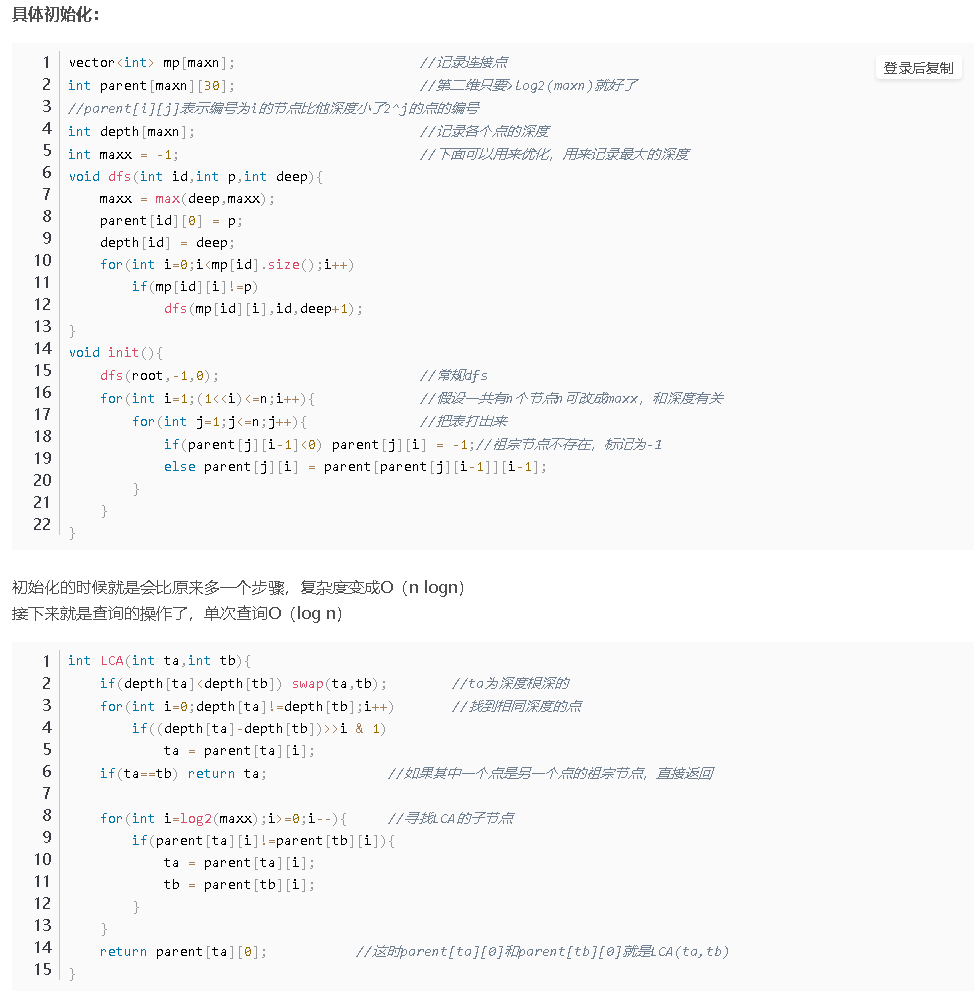 具体初始化：
登录后复制
1 vector<int> mp[maxn]; //记录连接点
2 int parent[maxn][30]; //第二维只要>log2(maxn)就好了
3 //parent[i][j]表示编号为i的节点比他深度小了2^j的点的编号
4 int depth[maxn]; //记录各个点的深度
5 int maxx = -1; //下面可以用来优化，用来记录最大的深度
6 void dfs(int id,int p,int deep){
7 maxx = max(deep,maxx);
8 parent[id][0] = p;
9 depth[id] = deep;
10 for(int i=0;i<mp[id].size();i++)
11 if(mp[id][i]!=p)
12 dfs(mp[id][i],id,deep+1);
13 }
14 void init(){
15 dfs(root,-1,0); //常规dfs
16 for(int i=1;(1<<i)<=n;i++){ //假设一共有n个节点n可改成maxx，和深度有关
17 for(int j=1;j<=n;j++){ //把表打出来
18 if(parent[j][i-1]<0) parent[j][i] = -1;//祖宗节点不存在，标记为-1
19 else parent[j][i] = parent[parent[j][i-1]][i-1];
20 }
21 }
22 }
初始化的时候就是会比原来多一个步骤，复杂度变成O（n logn）
接下来就是查询的操作了，单次查询O（log n）
1 int LCA(int ta,int tb){
2 if(depth[ta]<depth[tb]) swap(ta,tb); //ta为深度根深的
3 for(int i=0;depth[ta]!=depth[tb];i++) //找到相同深度的点
4 if((depth[ta]-depth[tb])>>i & 1)
5 ta = parent[ta][i];
6 if(ta==tb) return ta; //如果其中一个点是另一个点的祖宗节点，直接返回
7
8 for(int i=log2(maxx);i>=0;i--){ //寻找LCA的子节点
9 if(parent[ta][i]!=parent[tb][i]){
10 ta = parent[ta][i];
11 tb = parent[tb][i];
12 }
13 }
14 return parent[ta][0]; //这时parent[ta][0]和parent[tb][0]就是LCA(ta,tb)
15 }